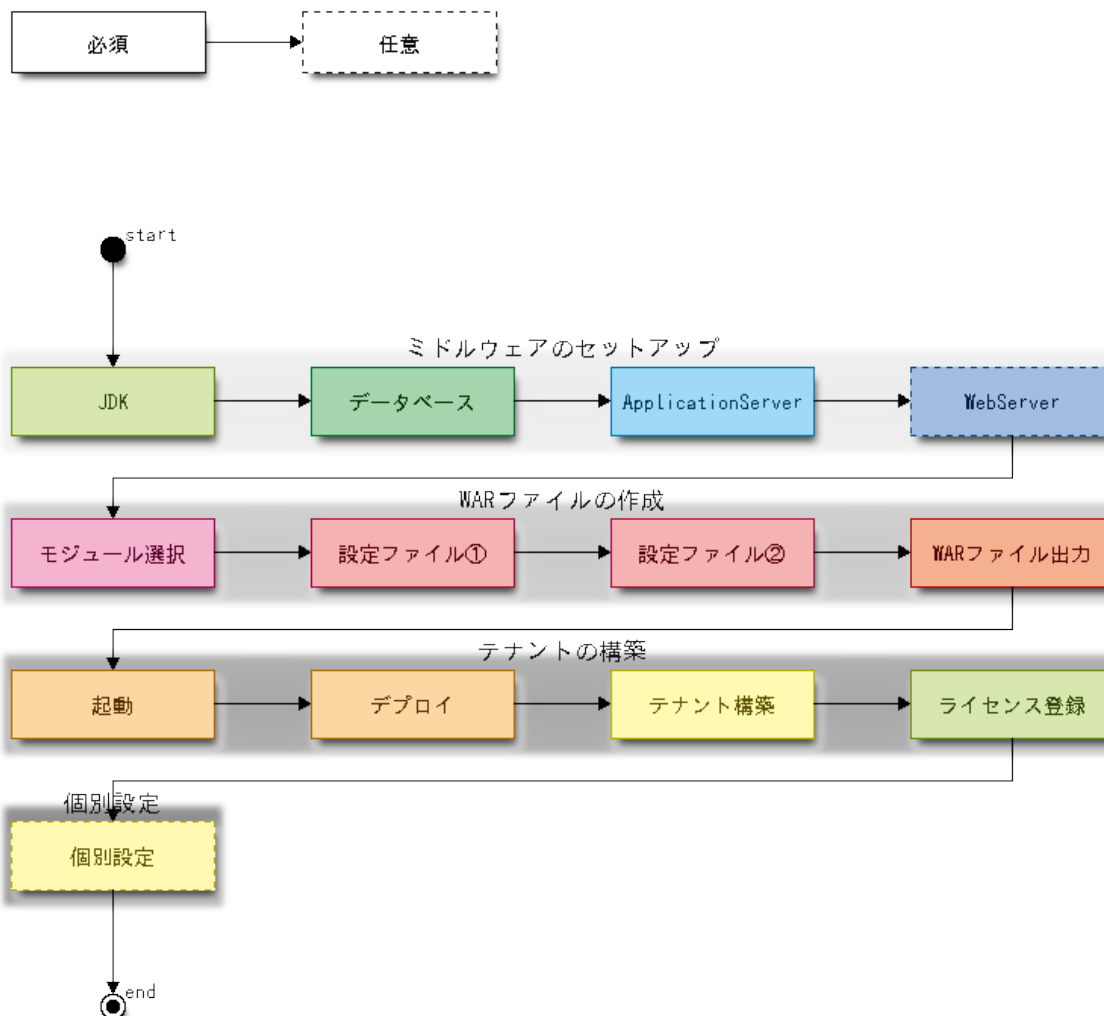 必須
任意
start
ミドルウェアのセットアップ
JDK
データベース
ApplicationServer
WebServer
WARファイルの作成
モジュール選択
設定ファイル①
設定ファイル②
WARファイル出力
テナントの構築
起動
デプロイ
テナント構築
ライセンス登録
個別設定
個別設定
end